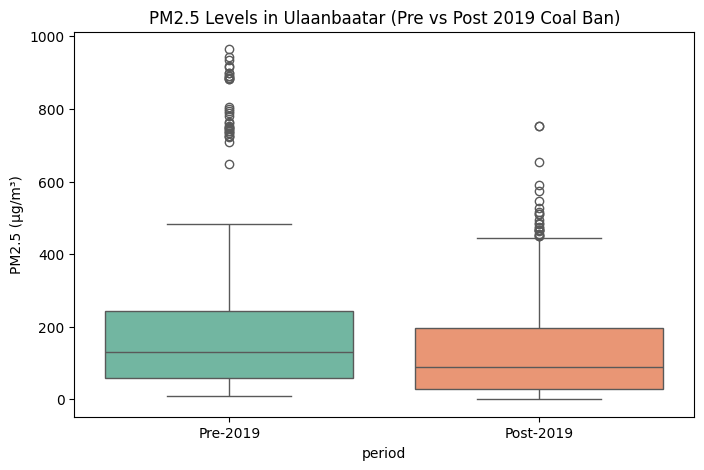 PM2.5 Levels in Ulaanbaatar (Pre vs Post 2019 Coal Ban)
1000
800
600
400
200
0
PM2.5 (μg/m³)
Pre-2019
Post-2019
period